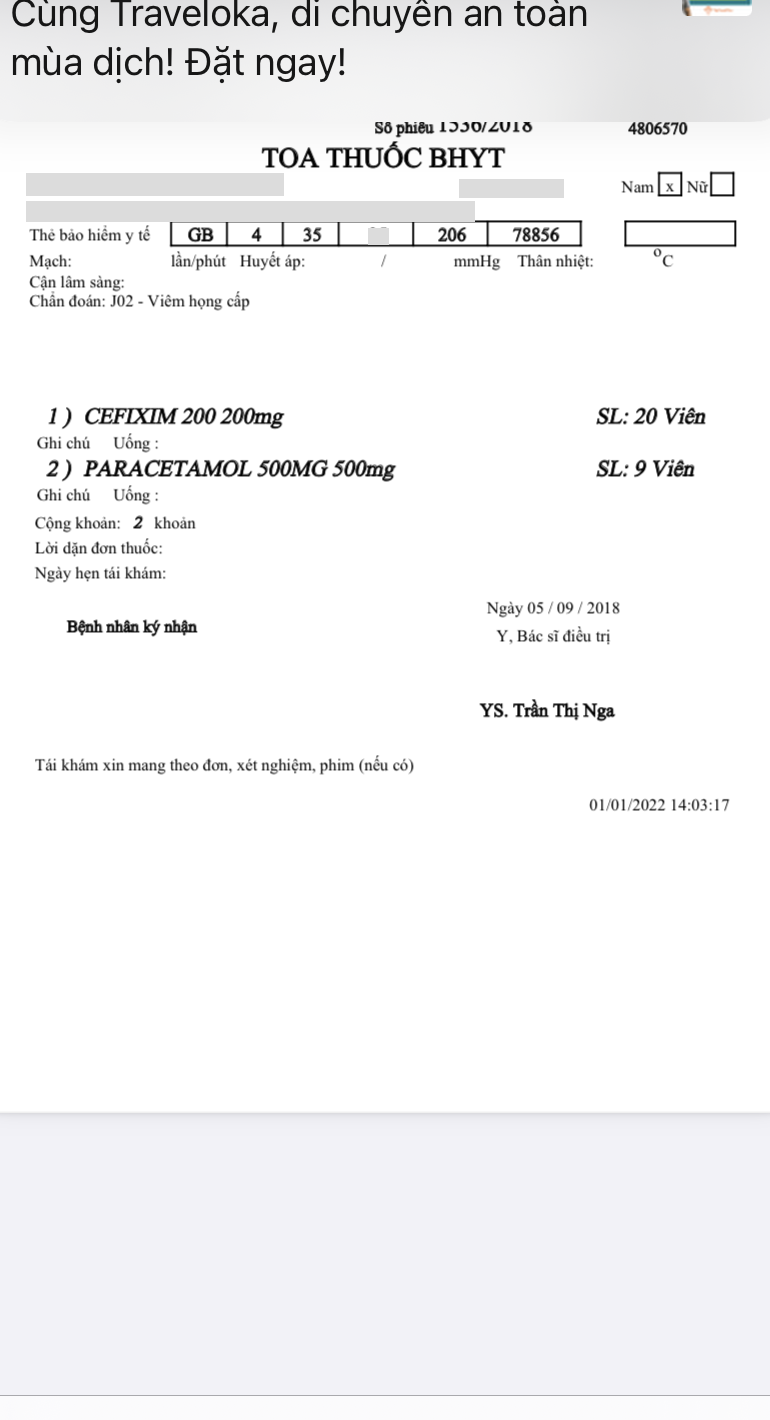 Cùng Traveloka, di chuyển an toàn
mùa dịch! Đặt ngay!
Số phiếu 1336/2018 4806570
TOA THUỐC BHYT
Nam x Nữ
Thẻ bảo hiểm y tế GB 4 35 206 78856
Mạch: lần/phút Huyết áp: / mmHg Thân nhiệt: °C
Cận lâm sàng:
Chẩn đoán: J02 - Viêm họng cấp
1 ) CEFIXIM 200 200mg SL: 20 Viên
Ghi chú Uống :
2 ) PARACETAMOL 500MG 500mg SL: 9 Viên
Ghi chú Uống :
Cộng khoản: 2 khoản
Lời dặn đơn thuốc:
Ngày hẹn tái khám:
Ngày 05 / 09 / 2018
Bệnh nhân ký nhận
Y, Bác sĩ điều trị
YS. Trần Thị Nga
Tái khám xin mang theo đơn, xét nghiệm, phim (nếu có)
01/01/2022 14:03:17